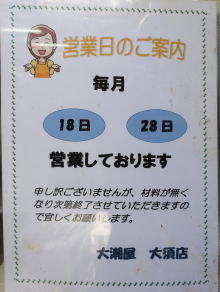 営業日のご案内
毎月
18日 28日
営業しております
申し訳ございませんが、材料が無く
なり次第終了させていただきますの
で宜しくお願いします。
大瀬屋 大須店